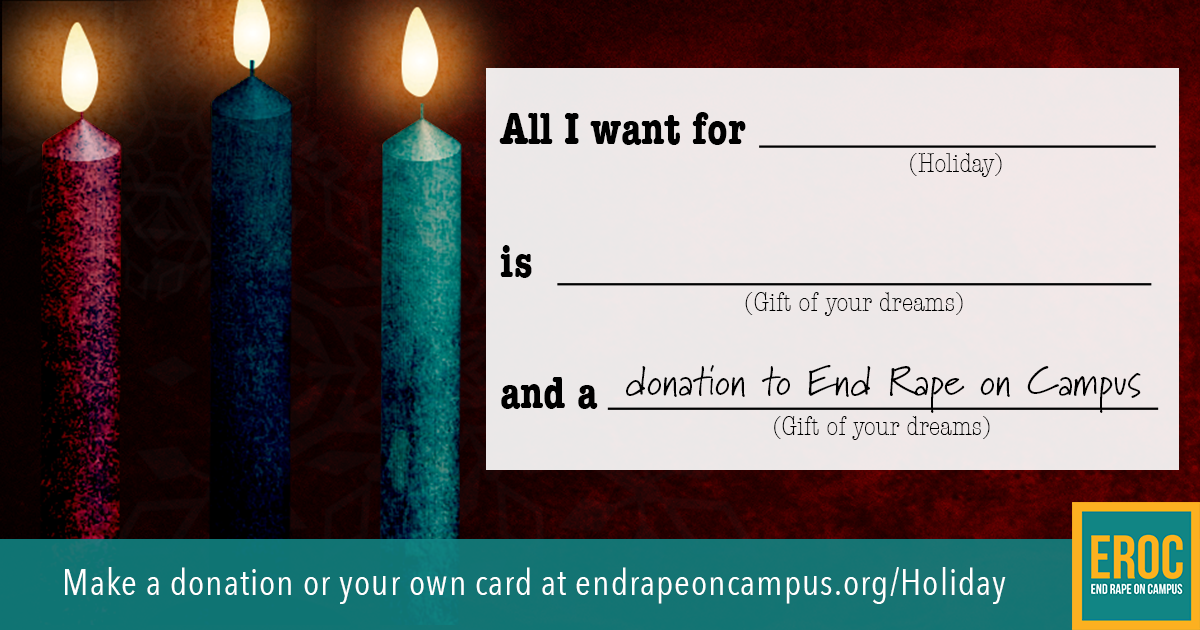 All I want for
(Holiday)
is
(Gift of your dreams)
and a donation to End Rape on Campus
(Gift of your dreams)
Make a donation or your own card at endrapeoncampus.org/Holiday
EROC
END RAPE ON CAMPUS